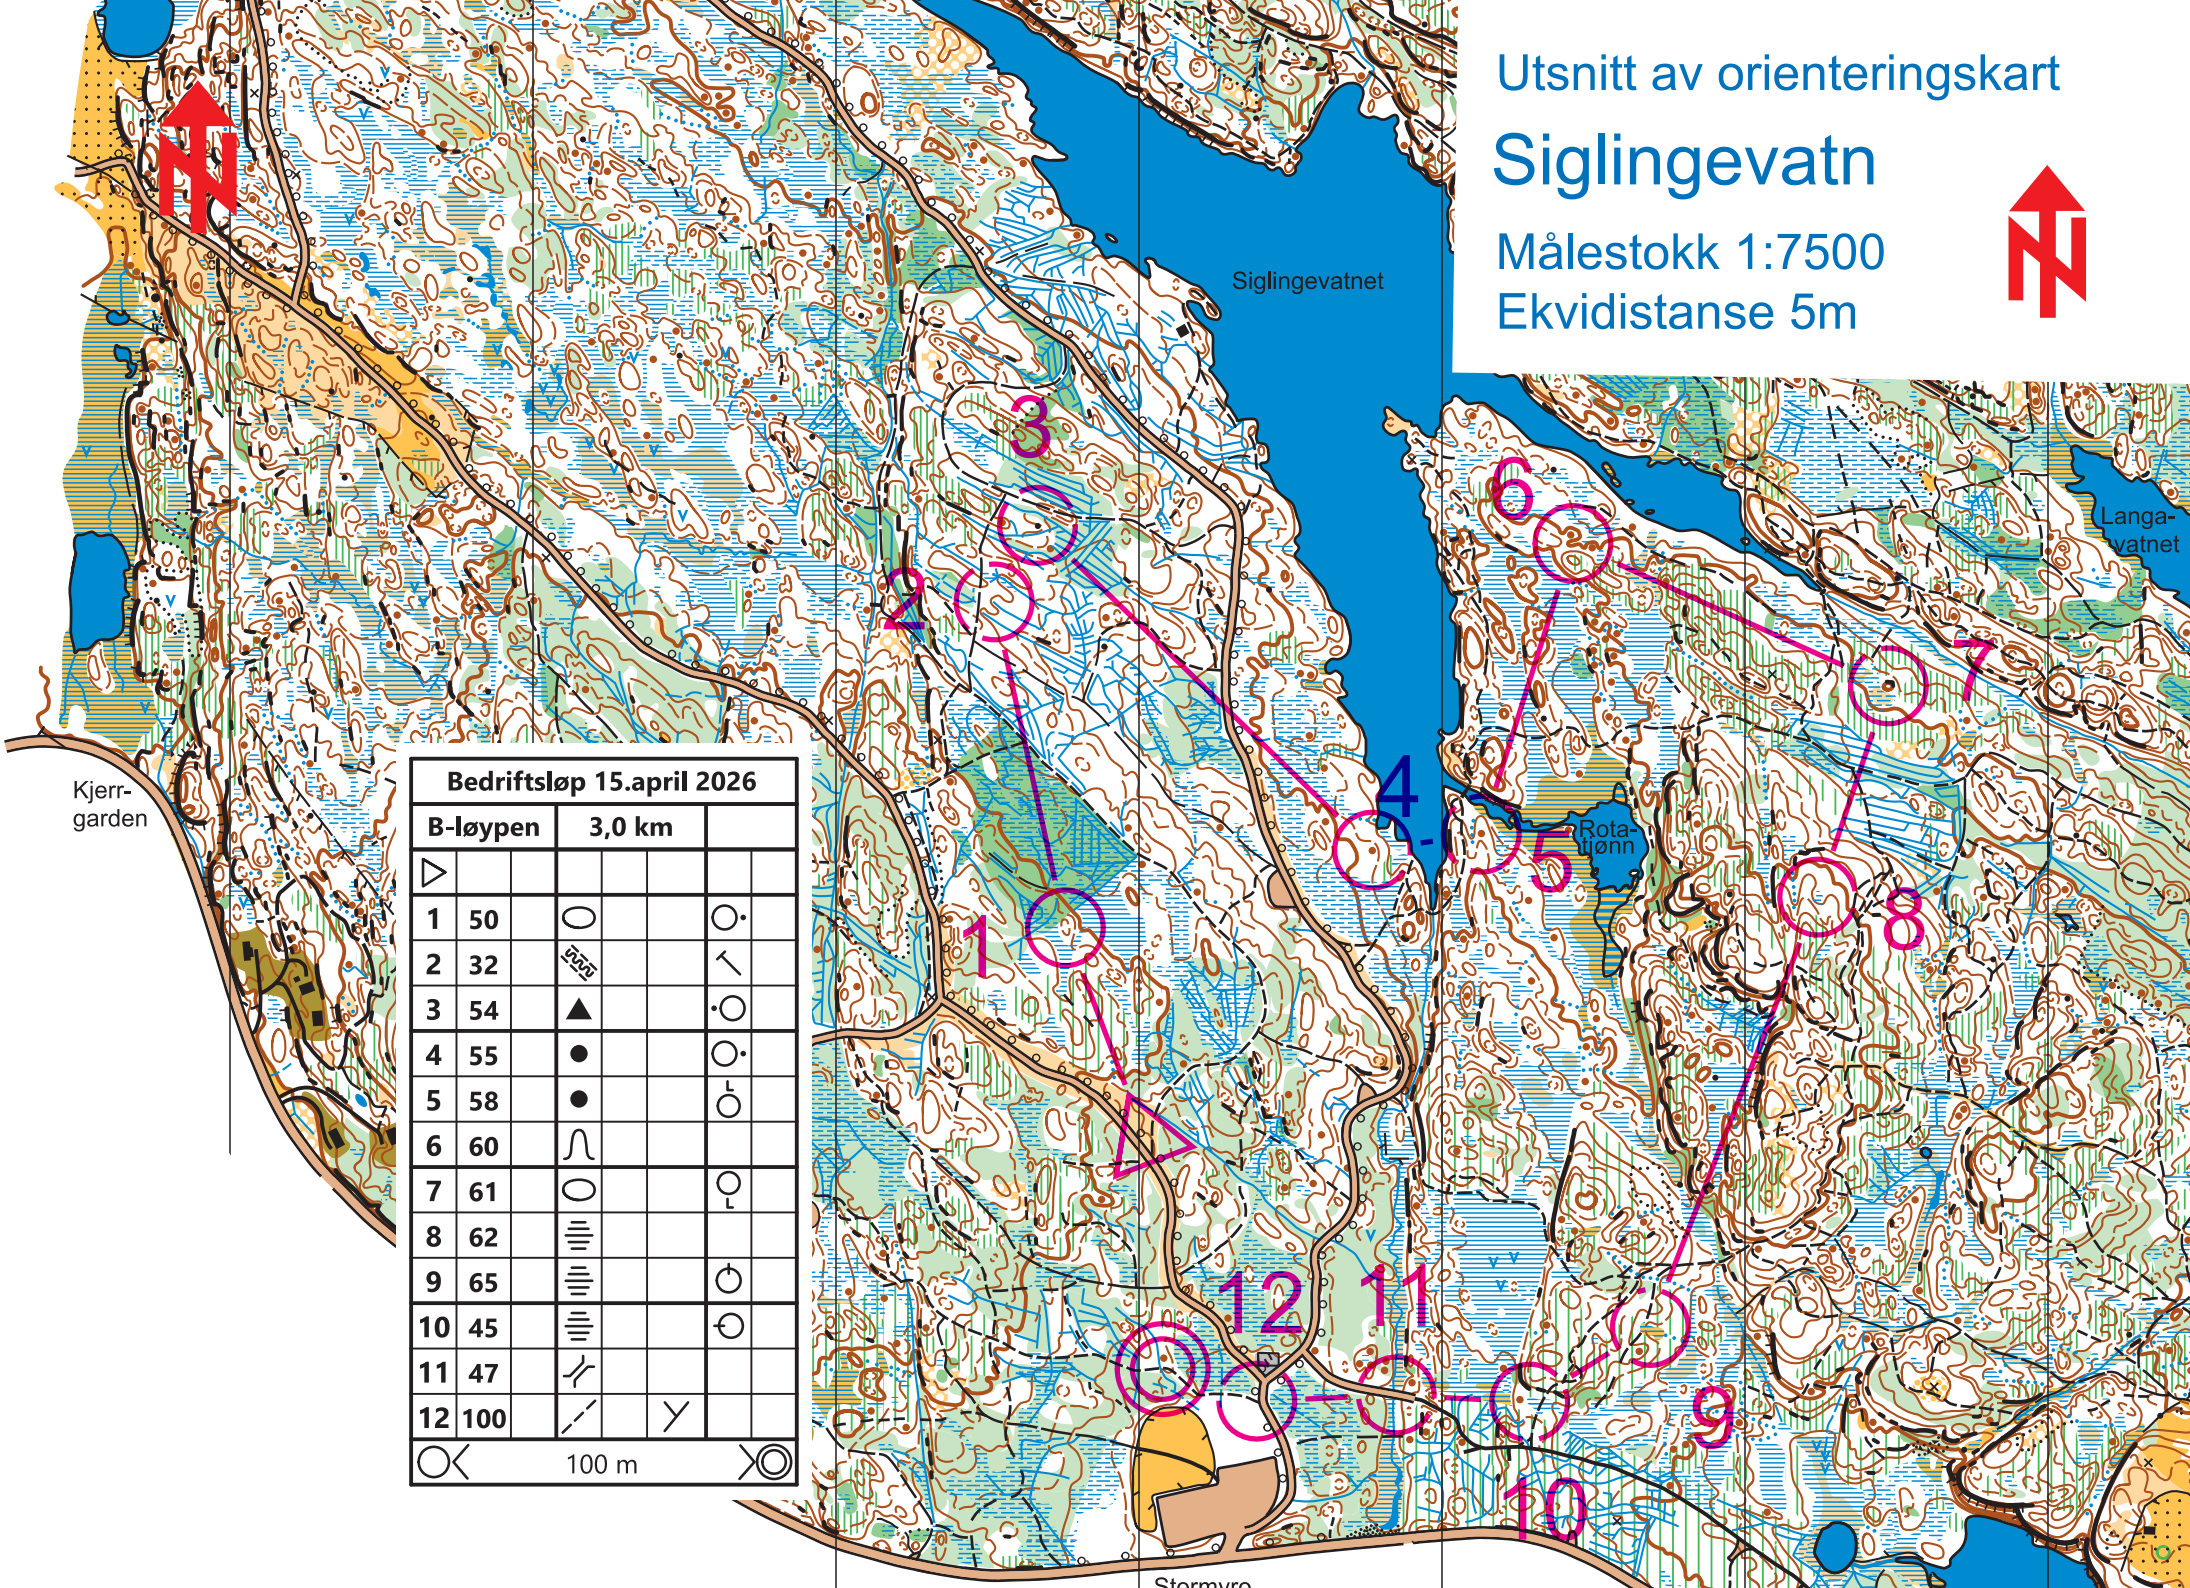 Utsnitt av orienteringskart
Siglingevatn
Målestokk 1:7500
Ekvidistanse 5m
N
N
Siglingevatnet
Langa-
vatnet
Rota-
tjønn
Kjerr-
garden
3
6
2
7
4
5
1
8
12
11
9
10
Bedriftsløp 15.april 2026
B-løypen 3,0 km
1 50
2 32
3 54
4 55
5 58
6 60
7 61
8 62
9 65
10 45
11 47
12 100
100 m
Stormyro